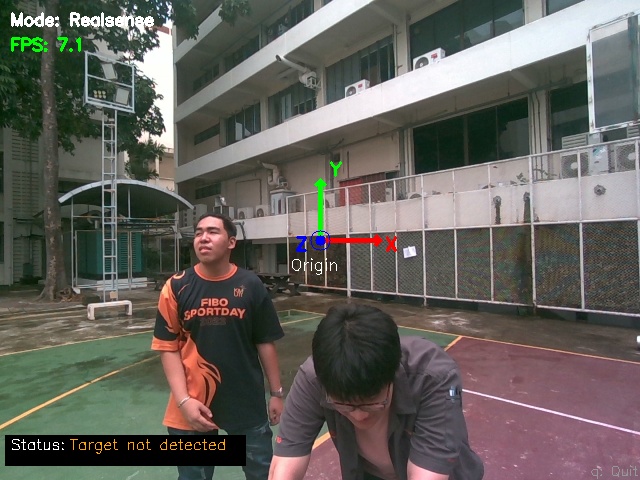 Mode: Realsense
FPS: 7.1
Y
Z
X
Origin
FIBO
SPORTDAY
Status: Target not detected
q: Quit